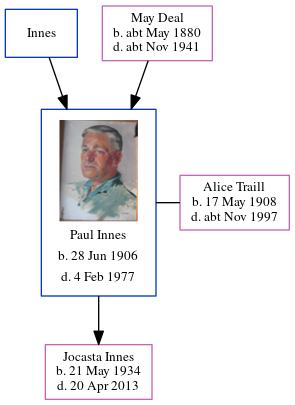 Innes
May Deal
b. abt May 1880
d. abt Nov 1941
Paul Innes
b. 28 Jun 1906
d. 4 Feb 1977
Alice Traill
b. 17 May 1908
d. abt Nov 1997
Jocasta Innes
b. 21 May 1934
d. 20 Apr 2013